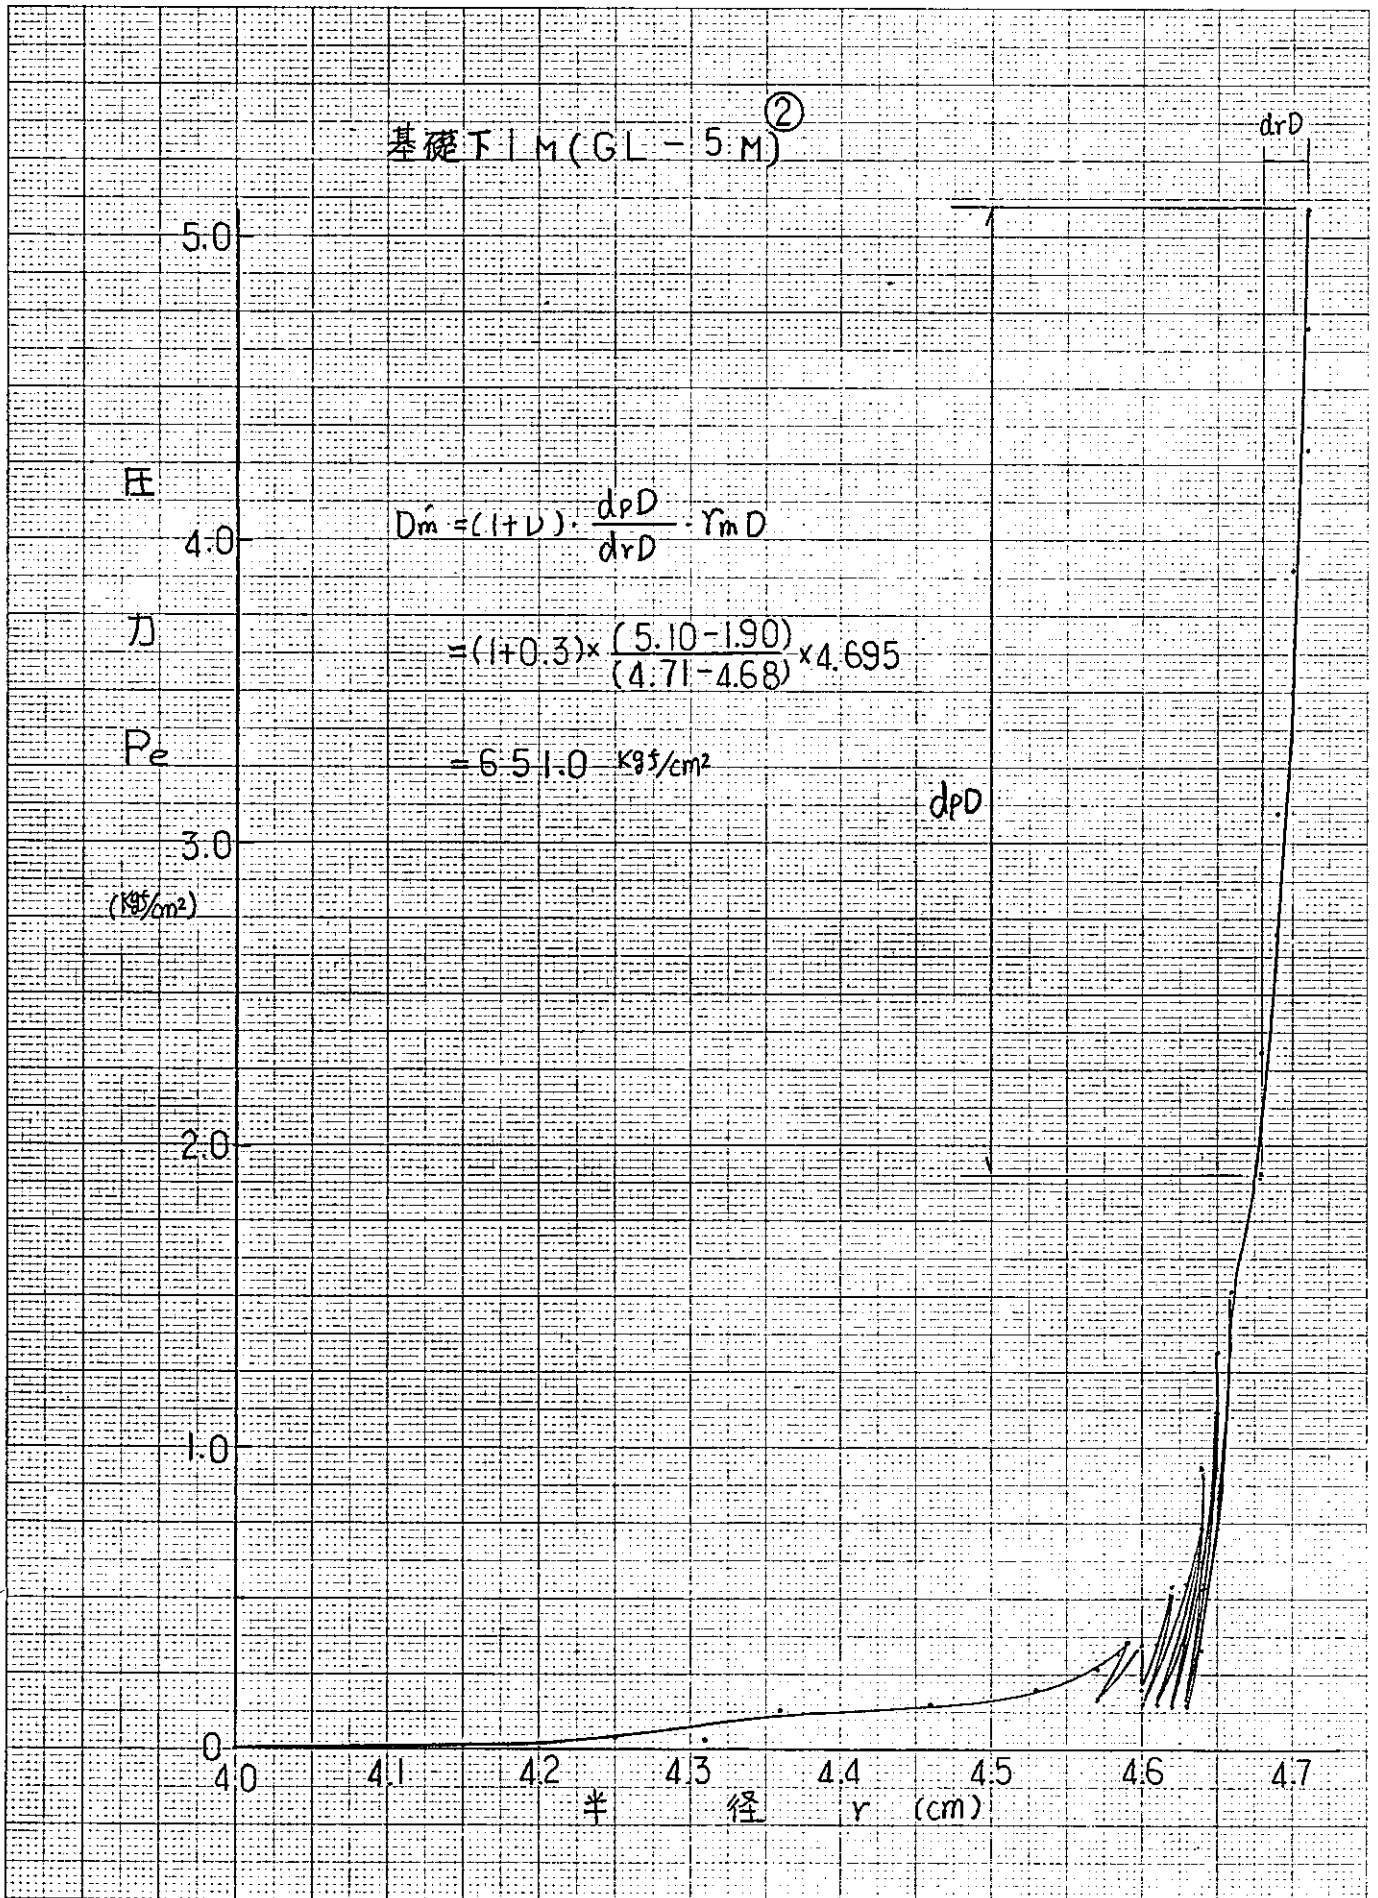 ②
基礎下1M(GL-5M)
drD
5.0
圧
Dḿ=(1+ν)・dpD/drD・rmD
4.0
力
=(1+0.3)×(5.10-1.90)/(4.71-4.68)×4.695
Pe
=651.0 Kgf/cm²
dpD
3.0
(Kgf/cm²)
2.0
1.0
0
4.0 4.1 4.2 4.3 4.4 4.5 4.6 4.7
半 径 r (cm)